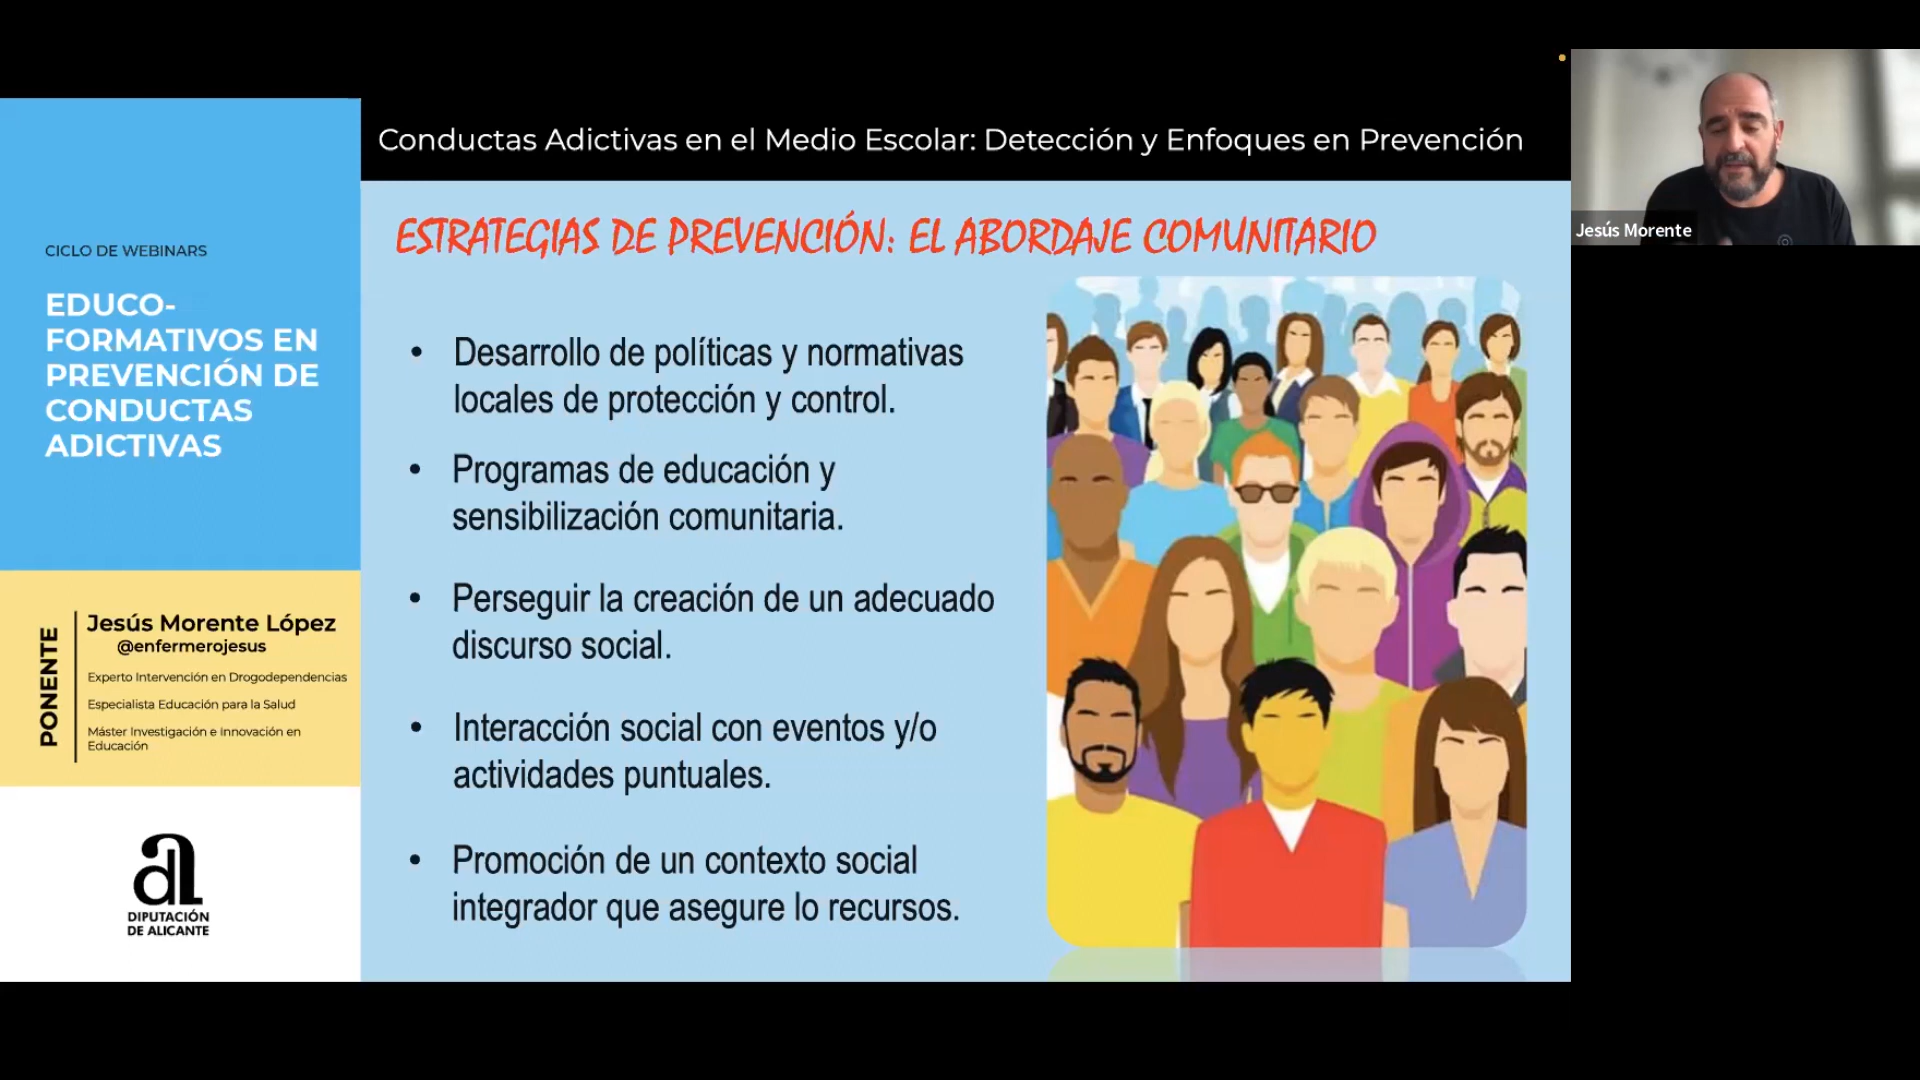 CICLO DE WEBINARS
EDUCO-
FORMATIVOS EN
PREVENCIÓN DE
CONDUCTAS
ADICTIVAS
PONENTE
Jesús Morente López
@enfermerojesus
Experto Intervención en Drogodependencias
Especialista Educación para la Salud
Máster Investigación e innovación en
Educación
DIPUTACIÓN
DE ALICANTE
Conductas Adictivas en el Medio Escolar: Detección y Enfoques en Prevención
ESTRATEGIAS DE PREVENCIÓN: EL ABORDAJE COMUNITARIO
• Desarrollo de políticas y normativas
locales de protección y control.
• Programas de educación y
sensibilización comunitaria.
• Perseguir la creación de un adecuado
discurso social.
• Interacción social con eventos y/o
actividades puntuales.
• Promoción de un contexto social
integrador que asegure lo recursos.
Jesús Morente